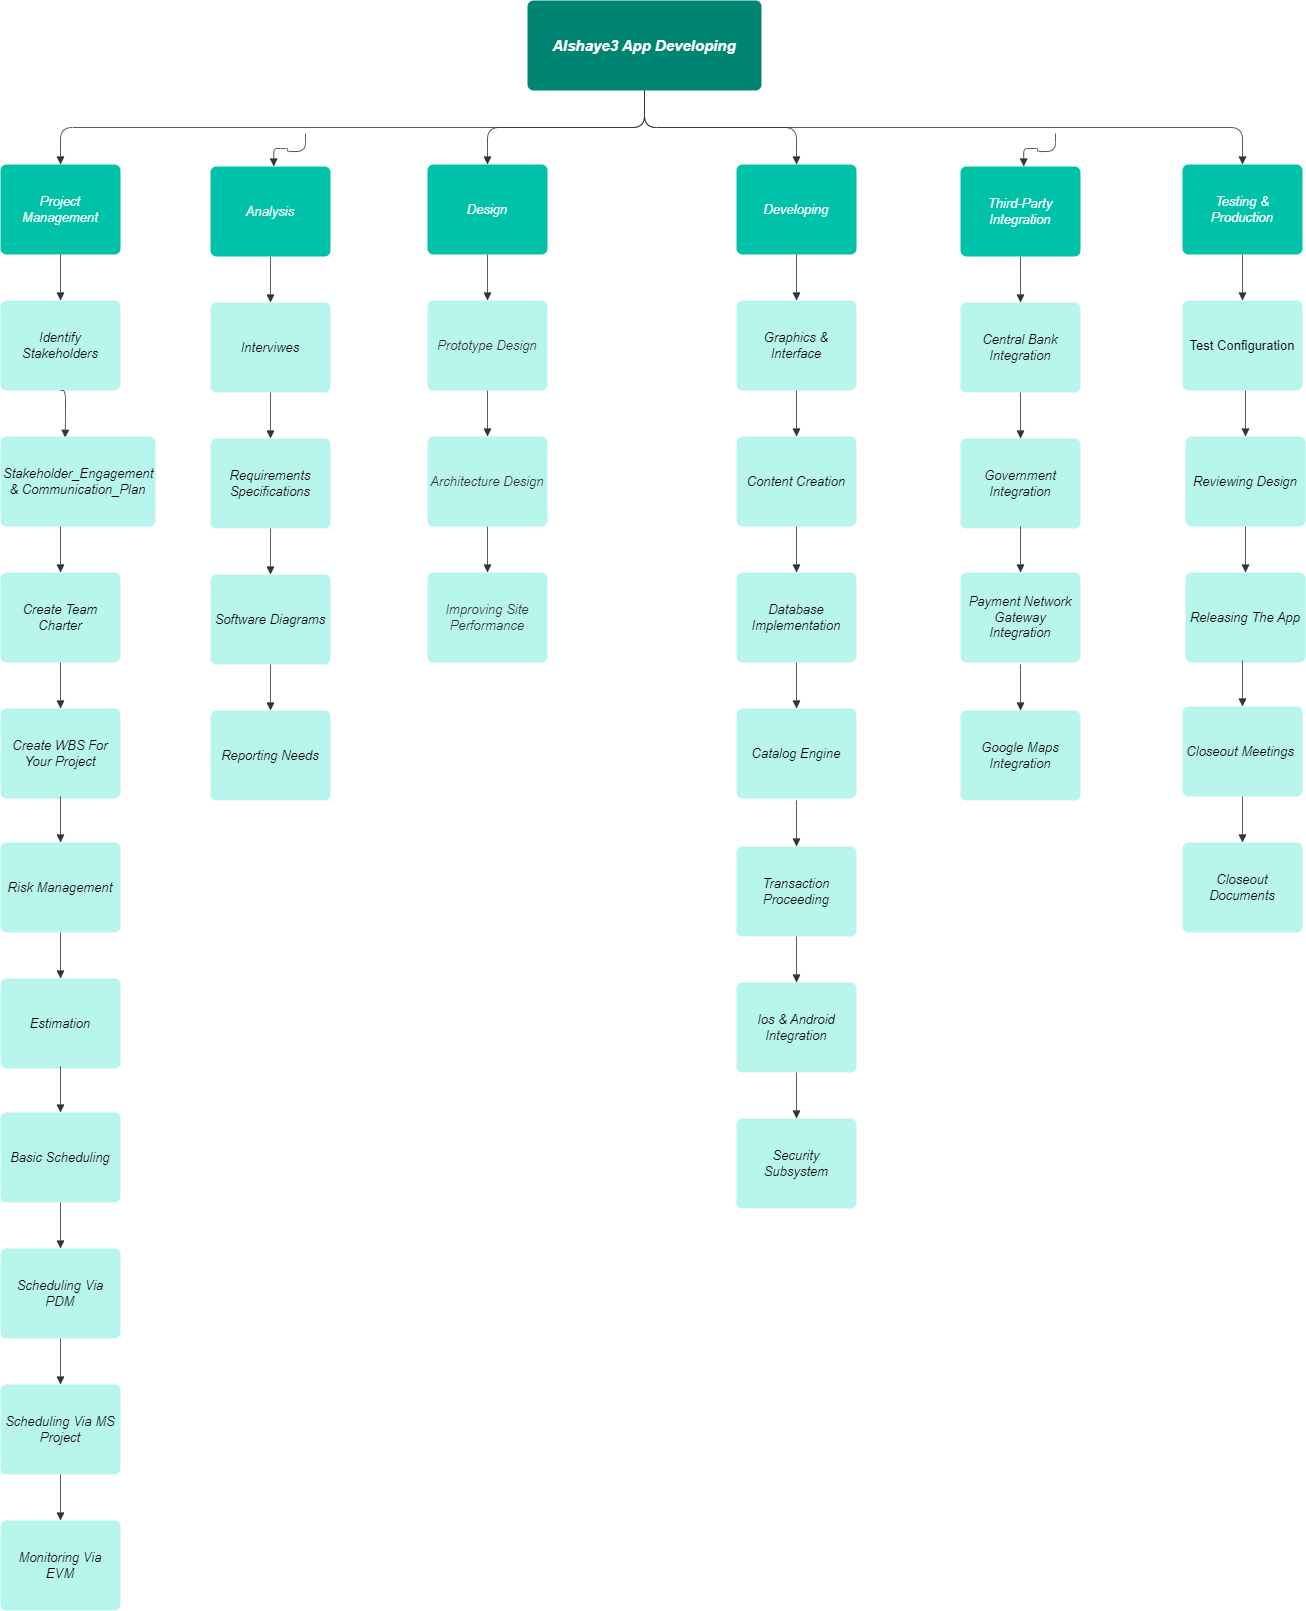 Alshaye3 App Developing
Project
Management
Analysis
Design
Developing
Third-Party
Integration
Testing &
Production
Identify
Stakeholders
Interviwes
Prototype Design
Graphics &
Interface
Central Bank
Integration
Test Configuration
Stakeholder_Engagement
& Communication_Plan
Requirements
Specifications
Architecture Design
Content Creation
Government
Integration
Reviewing Design
Create Team
Charter
Software Diagrams
Improving Site
Performance
Database
Implementation
Payment Network
Gateway
Integration
Releasing The App
Create WBS For
Your Project
Reporting Needs
Catalog Engine
Google Maps
Integration
Closeout Meetings
Risk Management
Transaction
Proceeding
Closeout
Documents
Estimation
Ios & Android
Integration
Basic Scheduling
Security
Subsystem
Scheduling Via
PDM
Scheduling Via MS
Project
Monitoring Via
EVM